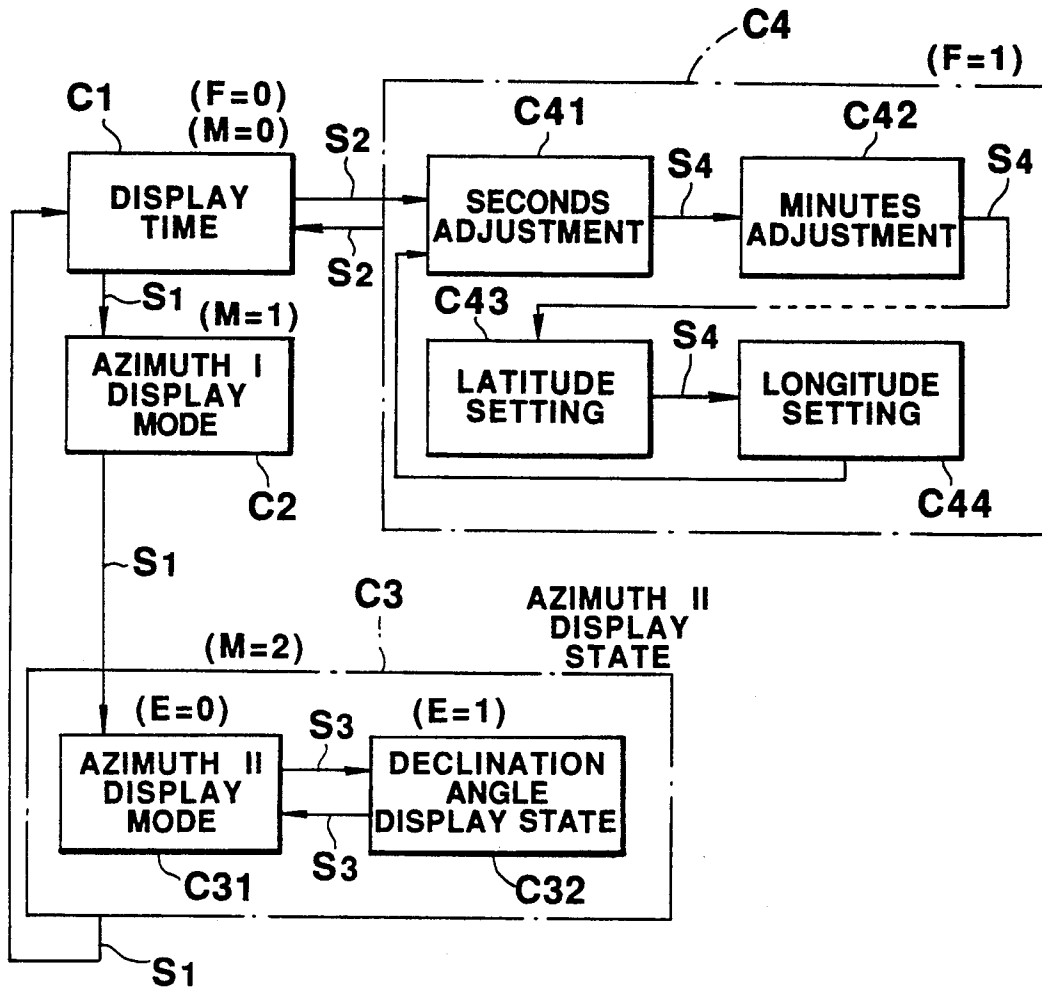 C4
(F=1)
C1
(F=0)
(M=0)
C41
C42
S2
S4
S4
DISPLAY
TIME
SECONDS
ADJUSTMENT
MINUTES
ADJUSTMENT
S2
S1
(M=1)
C43
S4
AZIMUTH I
DISPLAY
MODE
LATITUDE
SETTING
LONGITUDE
SETTING
C2
C44
S1
C3
AZIMUTH II
DISPLAY
STATE
(M=2)
(E=0)
(E=1)
S3
AZIMUTH II
DISPLAY
MODE
DECLINATION
ANGLE
DISPLAY STATE
S3
C31
C32
S1